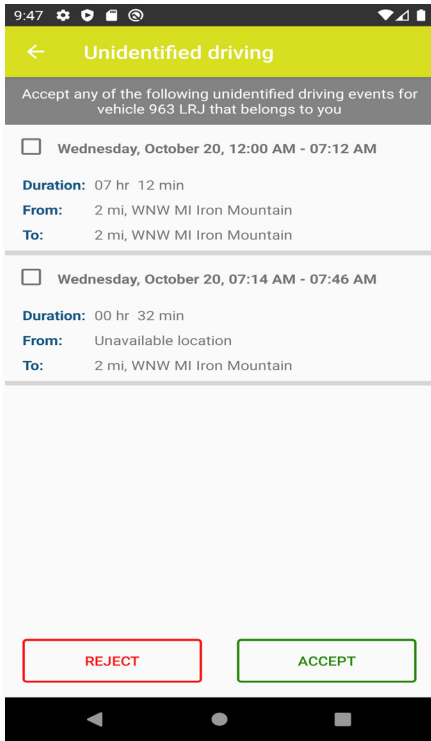 9:47
Unidentified driving
Accept any of the following unidentified driving events for
vehicle 963 LRJ that belongs to you
Wednesday, October 20, 12:00 AM - 07:12 AM
Duration: 07 hr 12 min
From: 2 mi, WNW MI Iron Mountain
To: 2 mi, WNW MI Iron Mountain
Wednesday, October 20, 07:14 AM - 07:46 AM
Duration: 00 hr 32 min
From: Unavailable location
To: 2 mi, WNW MI Iron Mountain
REJECT ACCEPT